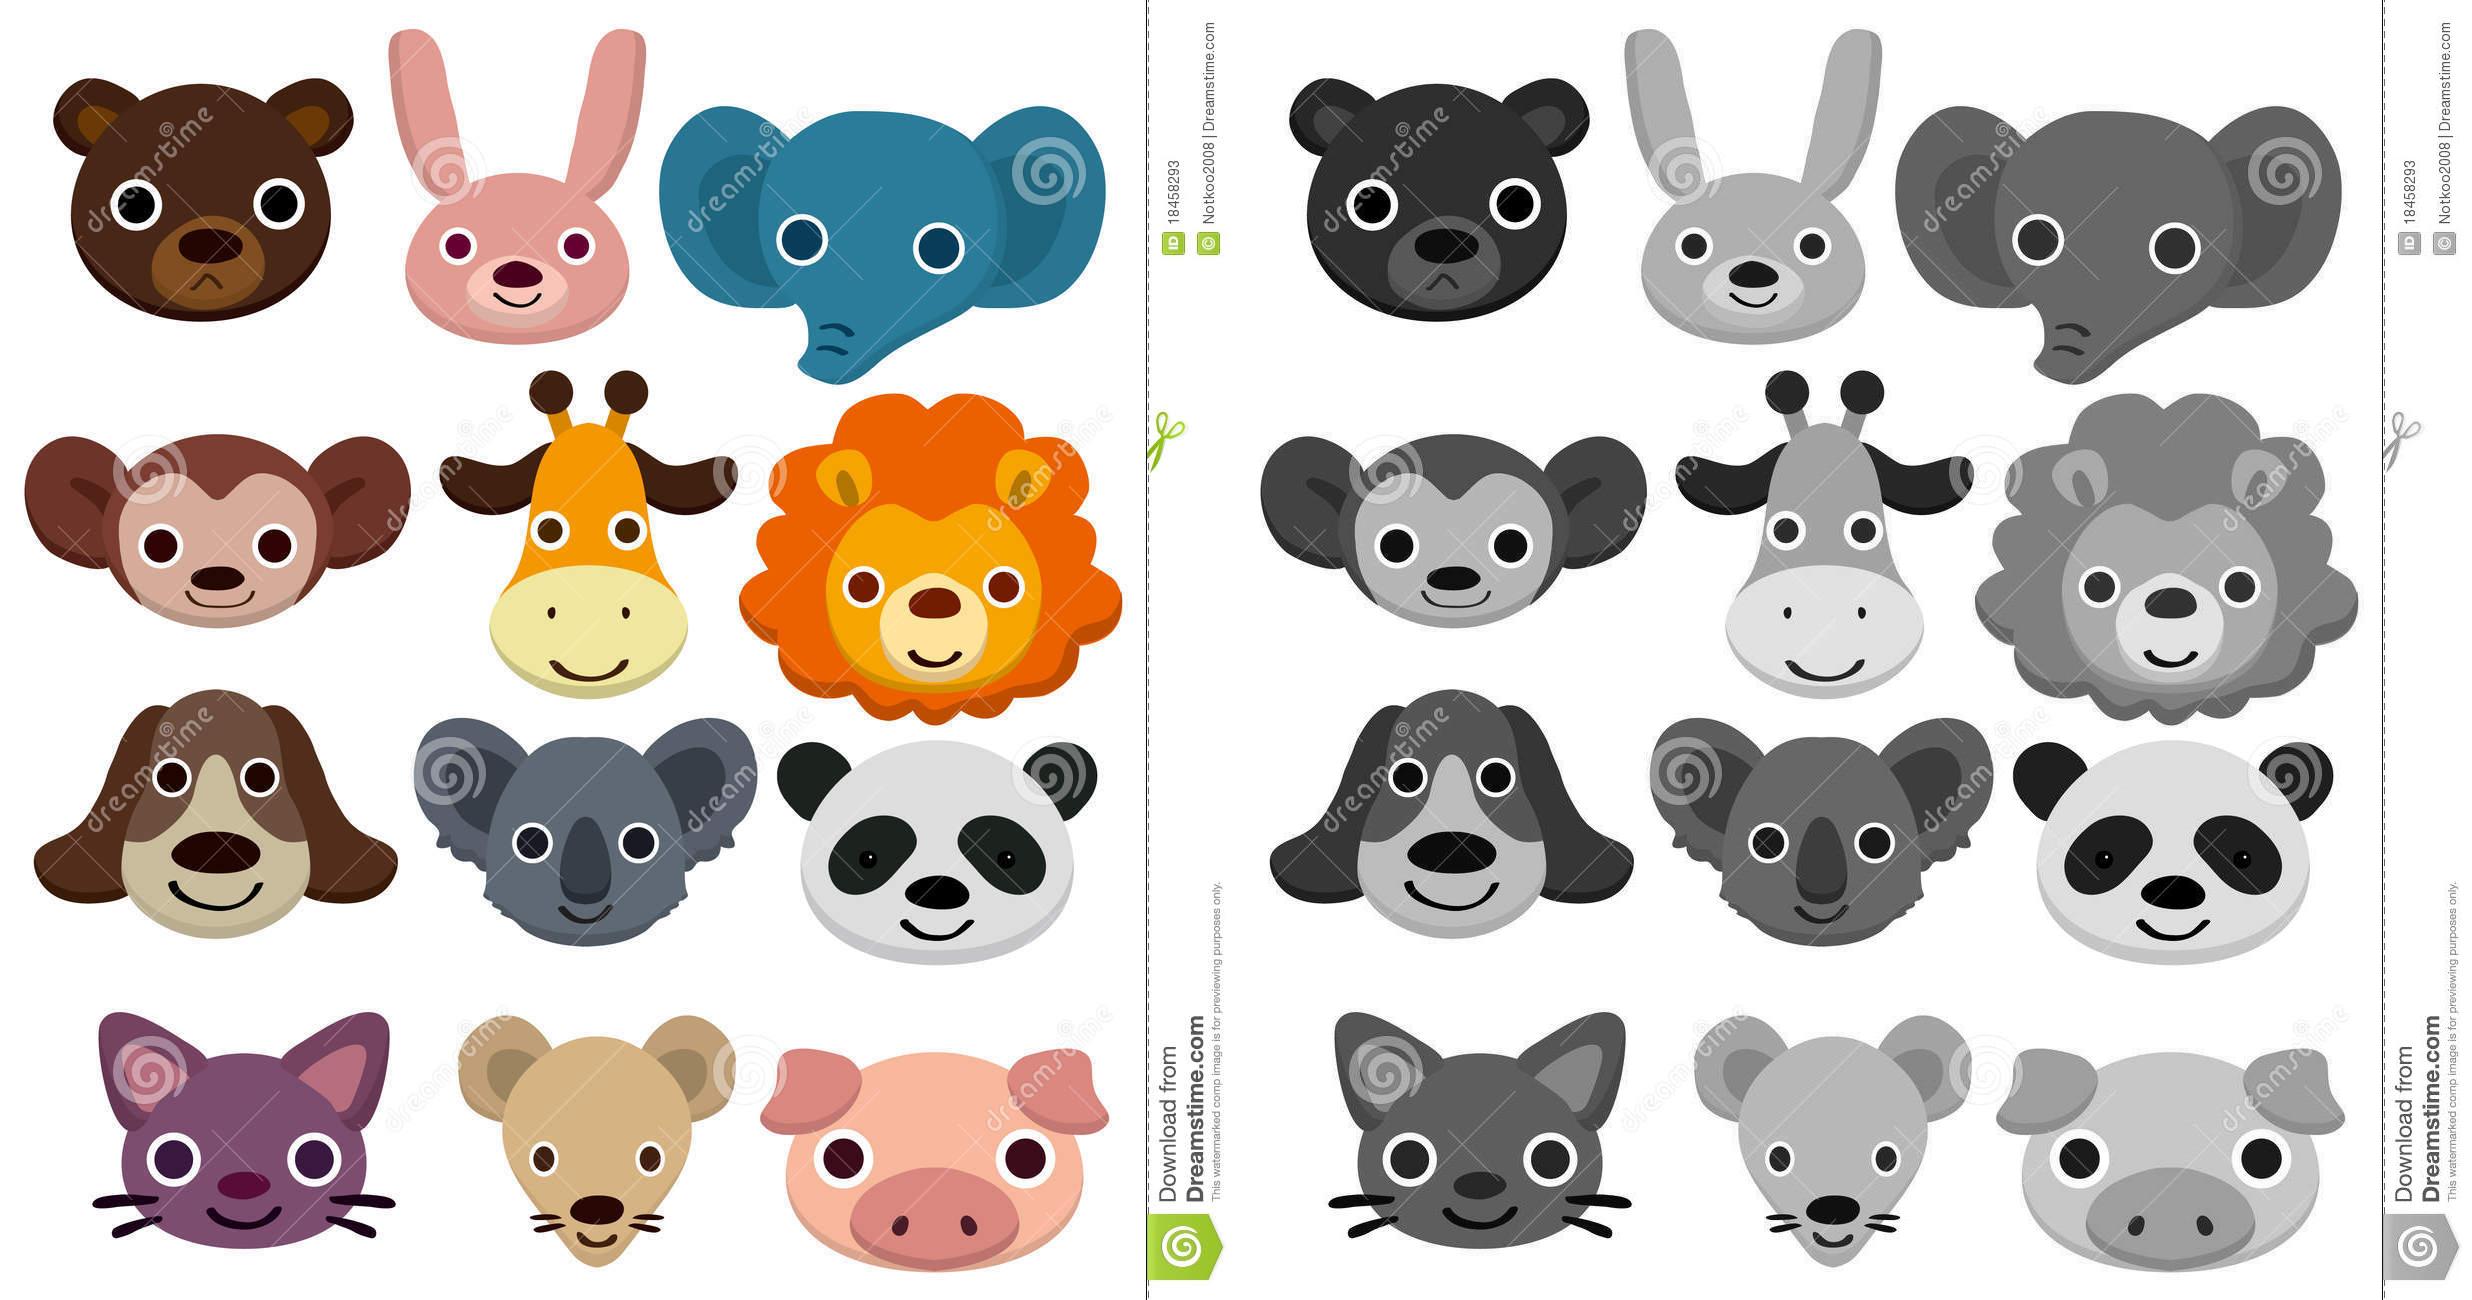 dreamstime
18458293
Notkoo2008 | Dreamstime.com
ID
©
Download from
Dreamstime.com
This watermarked comp image is for previewing purposes only.
dreamstime
18458293
Notkoo2008 | Dreamstime.com
ID
©
Download from
Dreamstime.com
This watermarked comp image is for previewing purposes only.